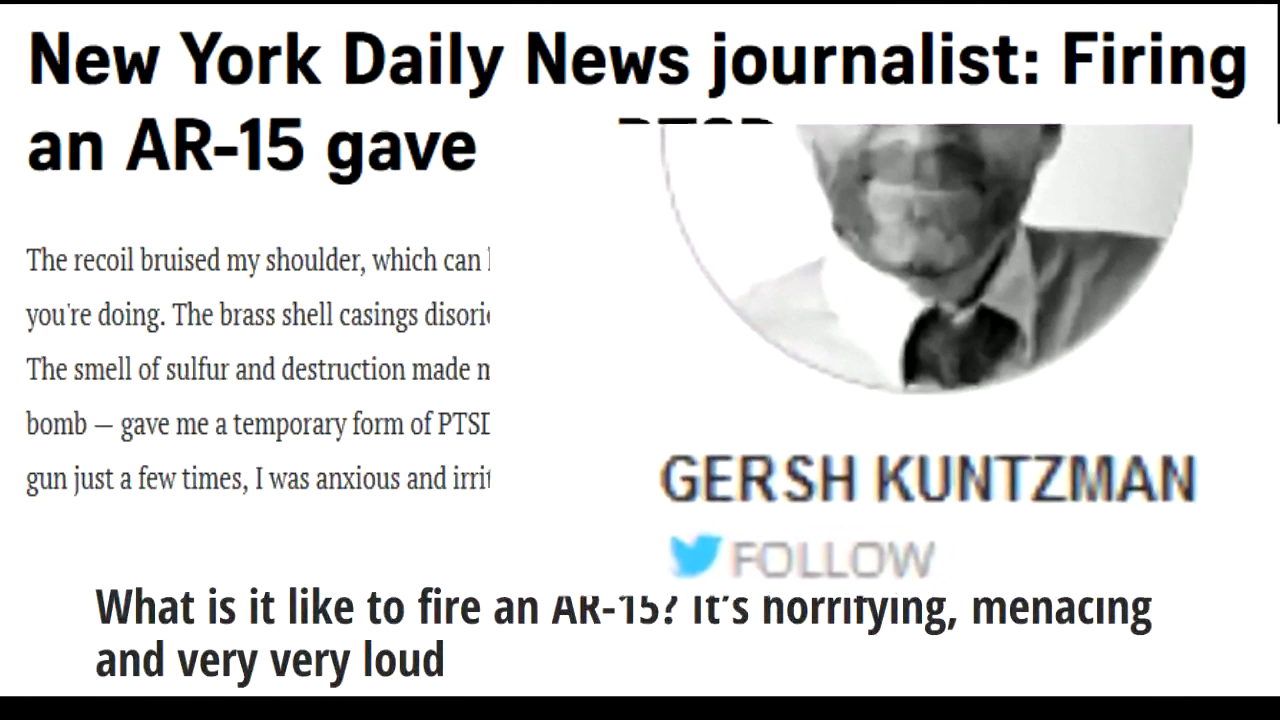 New York Daily News journalist: Firing
an AR-15 gave
The recoil bruised my shoulder, which can
you're doing. The brass shell casings
The smell of sulfur and destruction made
bomb — gave me a temporary form of
gun just a few times, I was anxious and
GERSH KUNTZMAN
FOLLOW
What is it like to fire an AR-15? It's horrifying, menacing
and very very loud